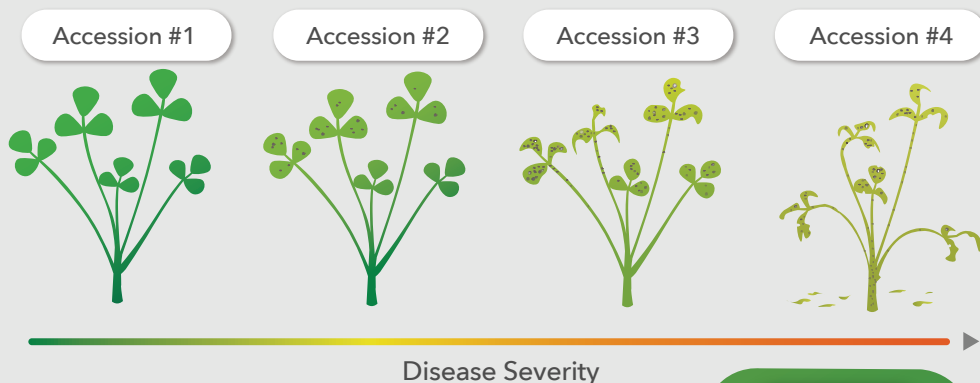 Accession #1
Accession #2
Accession #3
Accession #4
Disease Severity